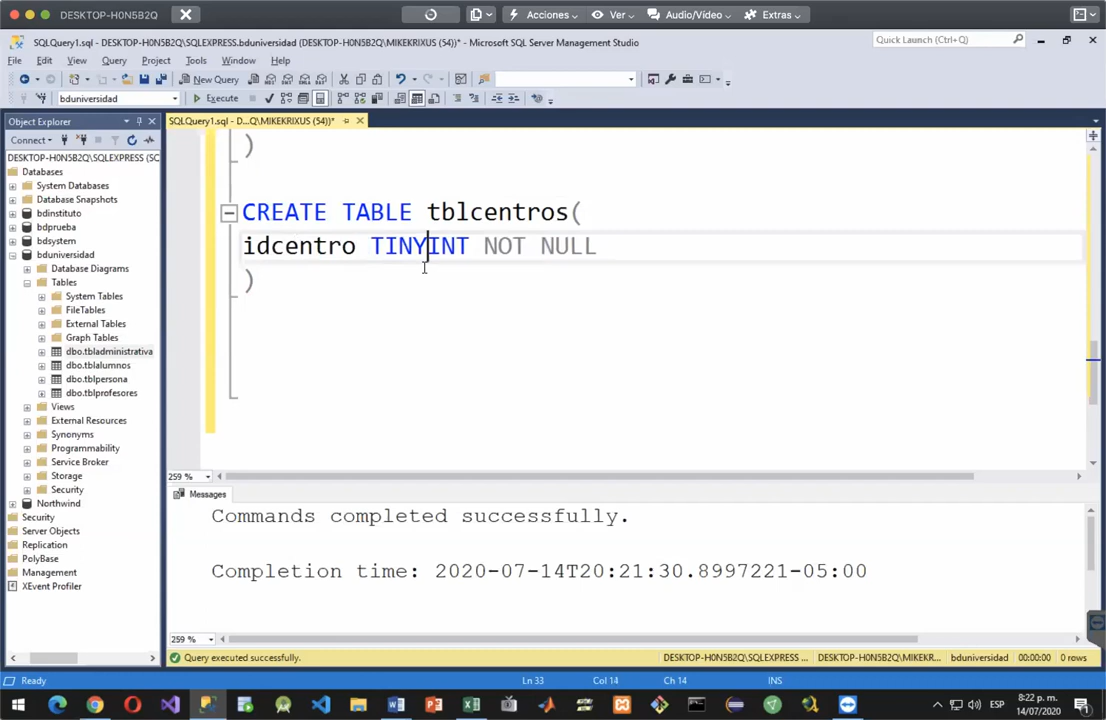 DESKTOP-H0N5B2Q
Acciones
Ver
Audio/Vídeo
Extras
SQLQuery1.sql - DESKTOP-H0N5B2Q\SQLEXPRESS.bduniversidad (DESKTOP-H0N5B2Q\MIKEKRIXUS (54))* - Microsoft SQL Server Management Studio
Quick Launch (Ctrl+Q)
File Edit View Query Project Tools Window Help
New Query
bduniversidad
Execute
Object Explorer
SQLQuery1.sql - D...Q\MIKEKRIXUS (54))*
Connect
DESKTOP-H0N5B2Q\SQLEXPRESS (SC
Databases
System Databases
Database Snapshots
bdinstituto
bdprueba
bdsystem
bduniversidad
Database Diagrams
Tables
System Tables
FileTables
External Tables
Graph Tables
dbo.tbladministrativa
dbo.tblalumnos
dbo.tblpersona
dbo.tblprofesores
Views
External Resources
Synonyms
Programmability
Service Broker
Storage
Security
Northwind
Security
Server Objects
Replication
PolyBase
Management
XEvent Profiler
)
CREATE TABLE tblcentros(
idcentro TINYINT NOT NULL
)
259 %
Messages
Commands completed successfully.
Completion time: 2020-07-14T20:21:30.8997221-05:00
259 %
Query executed successfully.
DESKTOP-H0N5B2Q\SQLEXPRESS ...
DESKTOP-H0N5B2Q\MIKEKR...
bduniversidad
00:00:00
0 rows
Ready
Ln 33
Col 14
Ch 14
INS
ESP
8:22 p. m.
14/07/2020